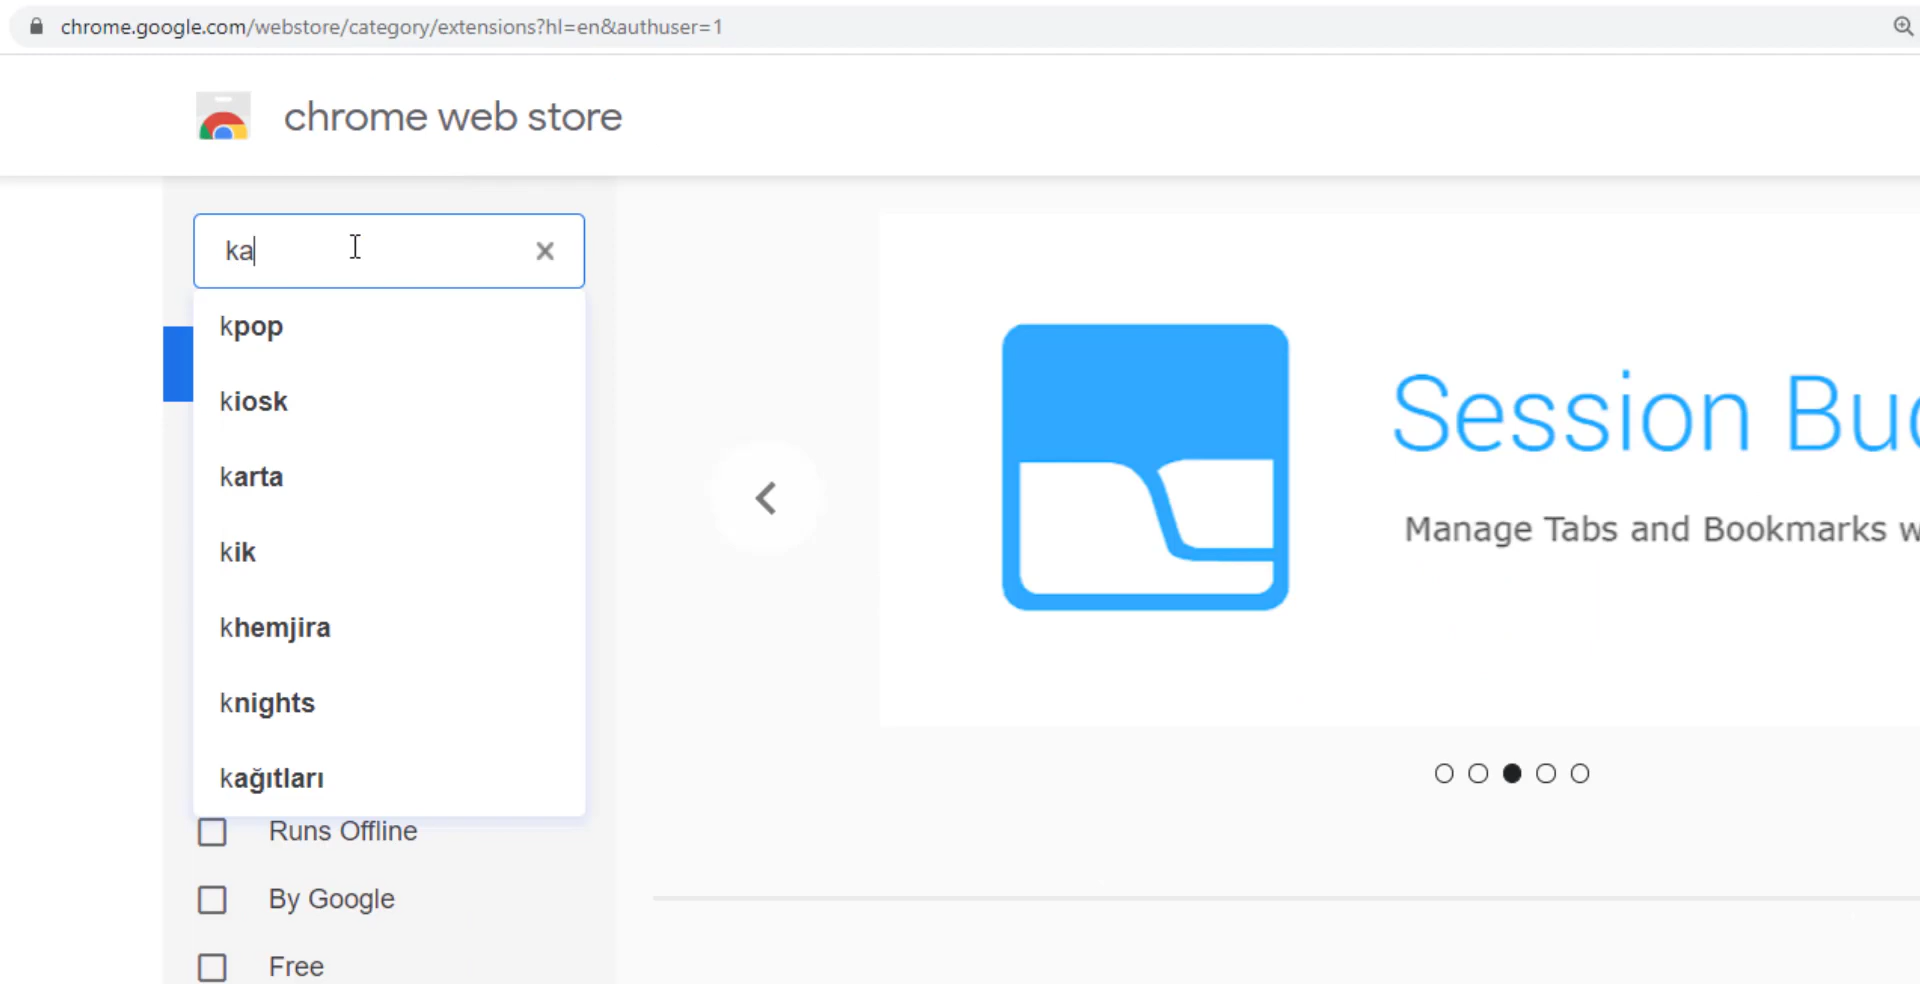 chrome.google.com/webstore/category/extensions?hl=en&authuser=1
chrome web store
ka
kpop
kiosk
karta
kik
khemjira
knights
kağıtları
Runs Offline
By Google
Free
Session
Manage Tabs and Bookmarks